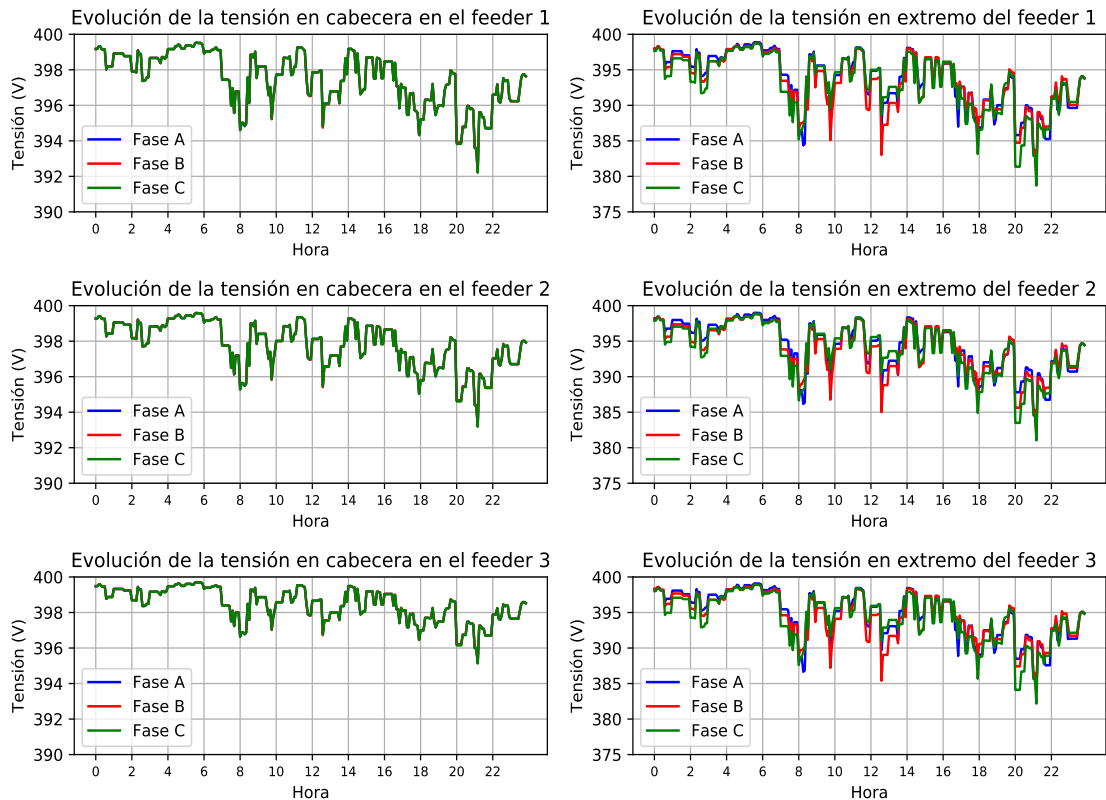 Evolución de la tensión en cabecera en el feeder 1
Tensión (V)
400
398
396
394
392
390
Fase A
Fase B
Fase C
0 2 4 6 8 10 12 14 16 18 20 22
Hora
Evolución de la tensión en extremo del feeder 1
Tensión (V)
400
395
390
385
380
375
Fase A
Fase B
Fase C
0 2 4 6 8 10 12 14 16 18 20 22
Hora
Evolución de la tensión en cabecera en el feeder 2
Tensión (V)
400
398
396
394
392
390
Fase A
Fase B
Fase C
0 2 4 6 8 10 12 14 16 18 20 22
Hora
Evolución de la tensión en extremo del feeder 2
Tensión (V)
400
395
390
385
380
375
Fase A
Fase B
Fase C
0 2 4 6 8 10 12 14 16 18 20 22
Hora
Evolución de la tensión en cabecera en el feeder 3
Tensión (V)
400
398
396
394
392
390
Fase A
Fase B
Fase C
0 2 4 6 8 10 12 14 16 18 20 22
Hora
Evolución de la tensión en extremo del feeder 3
Tensión (V)
400
395
390
385
380
375
Fase A
Fase B
Fase C
0 2 4 6 8 10 12 14 16 18 20 22
Hora